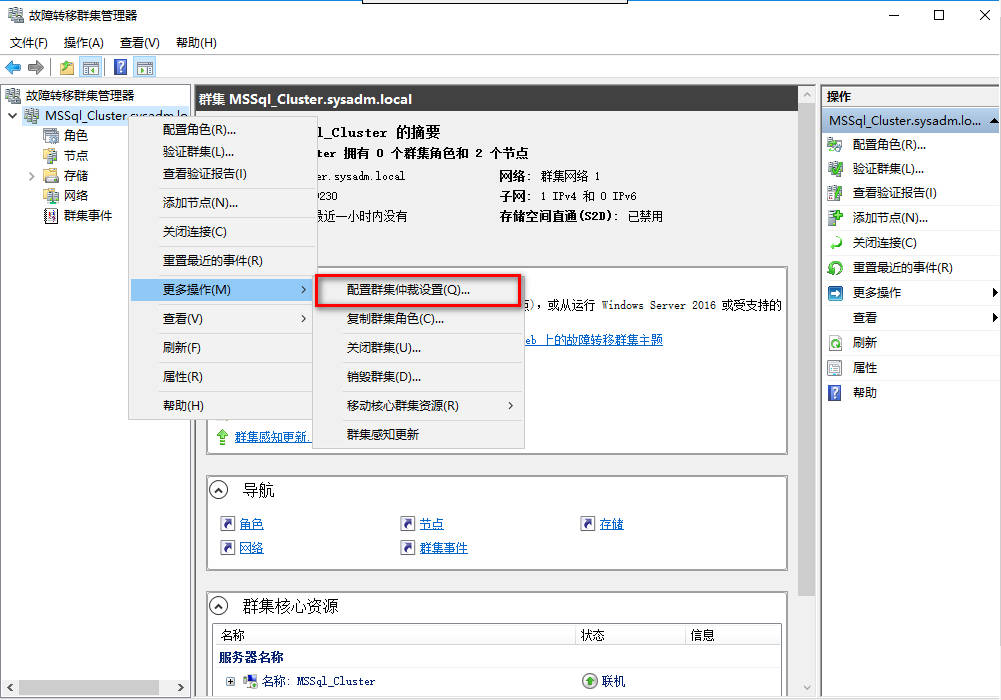 故障转移群集管理器
文件(F) 操作(A) 查看(V) 帮助(H)
故障转移群集管理器
MSSql_Cluster.sysadm.lo
角色
节点
存储
网络
群集事件
配置角色(R)...
验证群集(L)...
查看验证报告(I)
添加节点(N)...
关闭连接(C)
重置最近的事件(R)
更多操作(M)
查看(V)
刷新(F)
属性(R)
帮助(H)
配置群集仲裁设置(Q)...
复制群集角色(C)...
关闭群集(U)...
销毁群集(D)...
移动核心群集资源(R)
群集感知更新
群集 MSSql_Cluster.sysadm.local
l_Cluster 的摘要
ter 拥有 0 个群集角色和 2 个节点
er.sysadm.local
网络: 群集网络 1
230
子网: 1 IPv4 和 0 IPv6
最近一小时内没有
存储空间直通(S2D): 已禁用
), 或从运行 Windows Server 2016 或受支持的
eb 上的故障转移群集主题
群集感知更新.
导航
角色 节点 存储
网络 群集事件
群集核心资源
名称 状态 信息
服务器名称
名称: MSSql_Cluster 联机
操作
MSSql_Cluster.sysadm.lo...
配置角色(R)...
验证群集(L)...
查看验证报告(I)
添加节点(N)...
关闭连接(C)
重置最近的事件(R)
更多操作
查看
刷新
属性
帮助